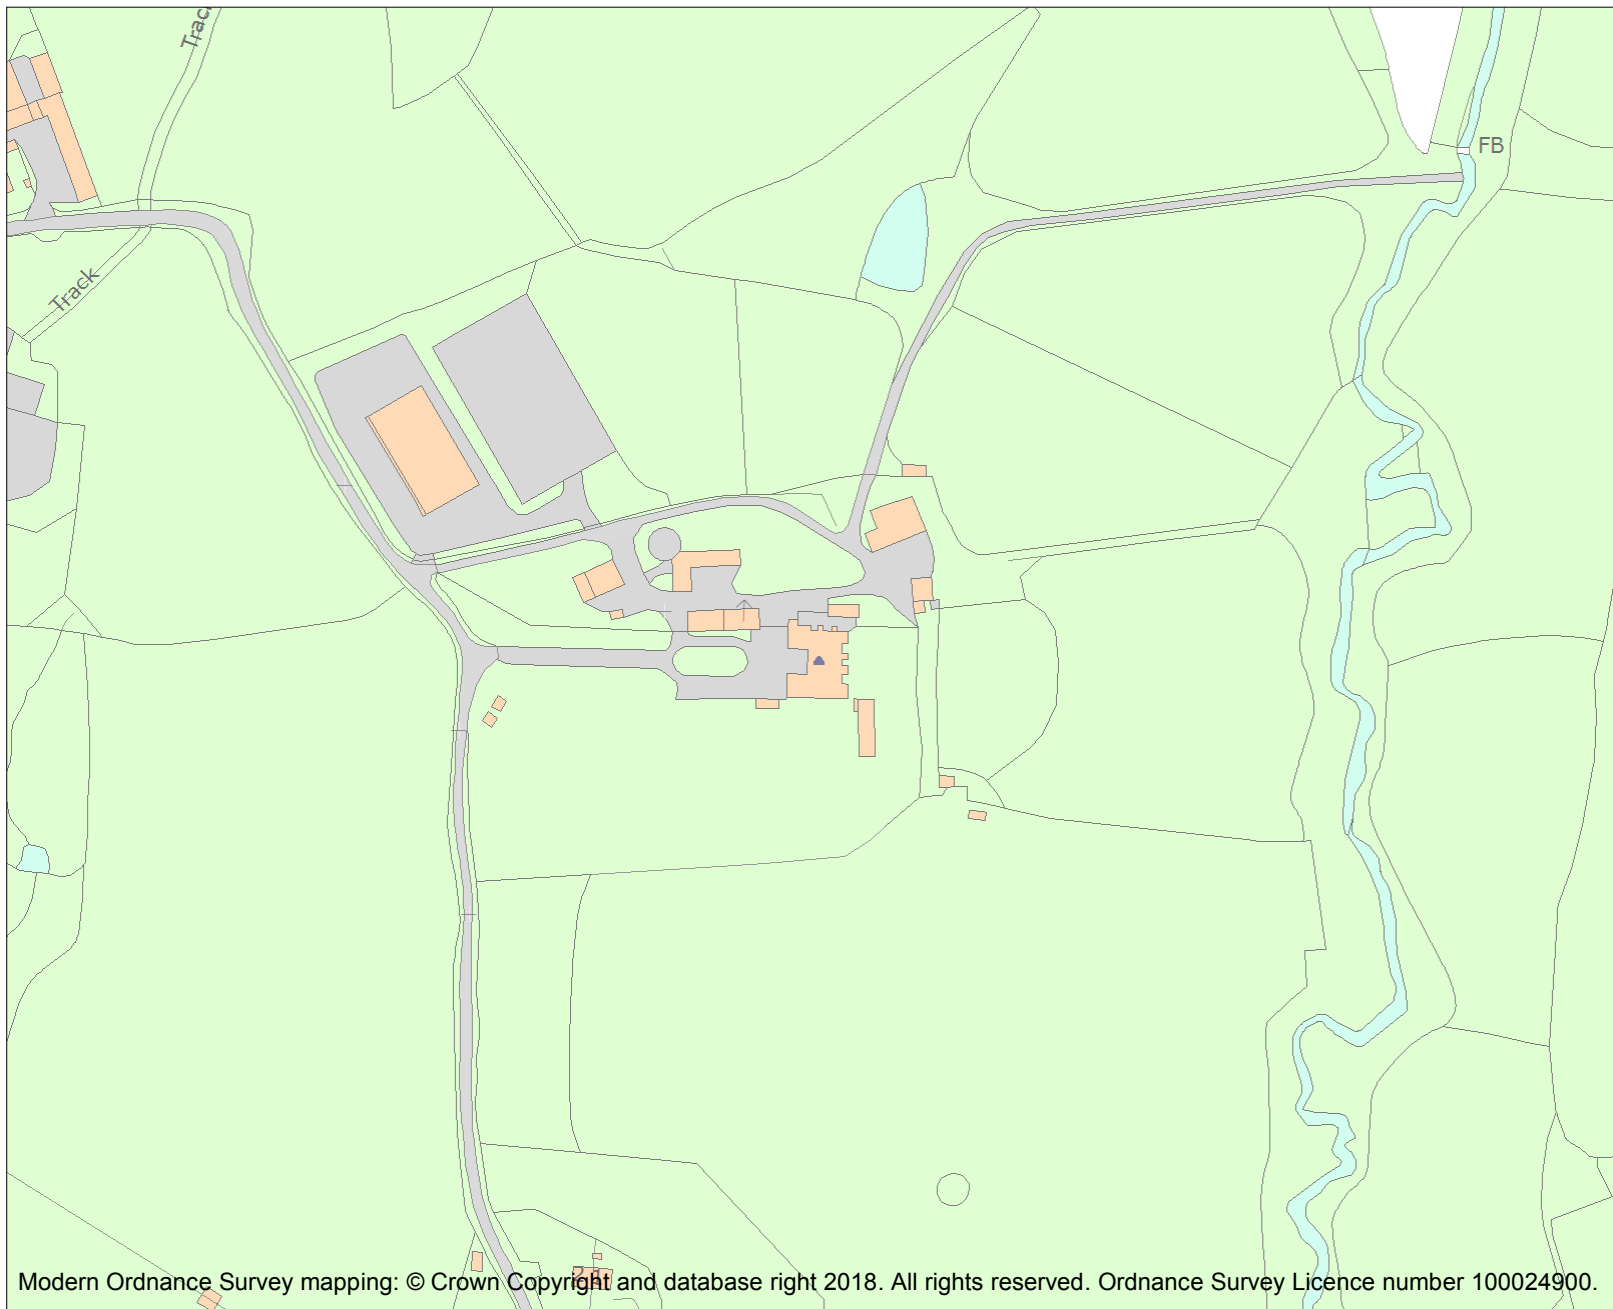 Track
FB
Track
Modern Ordnance Survey mapping: © Crown Copyright and database right 2018. All rights reserved. Ordnance Survey Licence number 100024900.